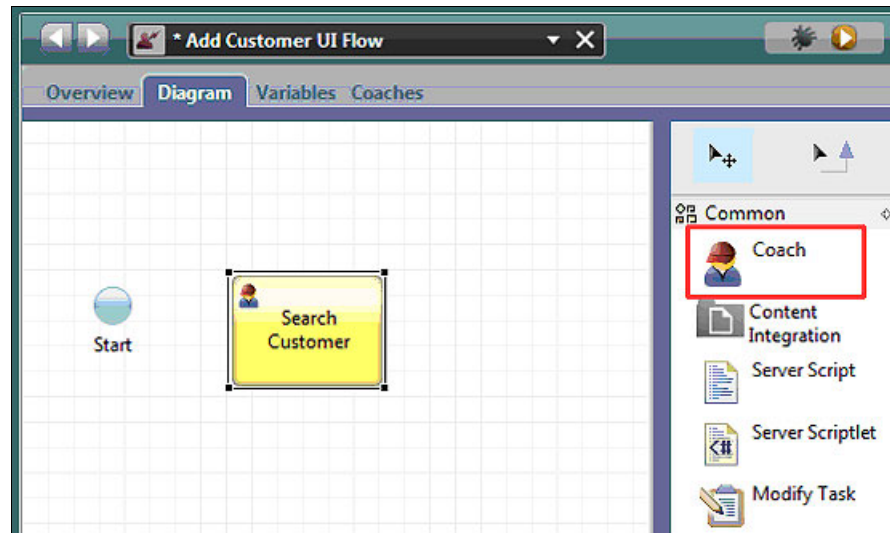 * Add Customer UI Flow
Overview Diagram Variables Coaches
Start
Search
Customer
Common
Coach
Content
Integration
Server Script
Server Scriptlet
Modify Task